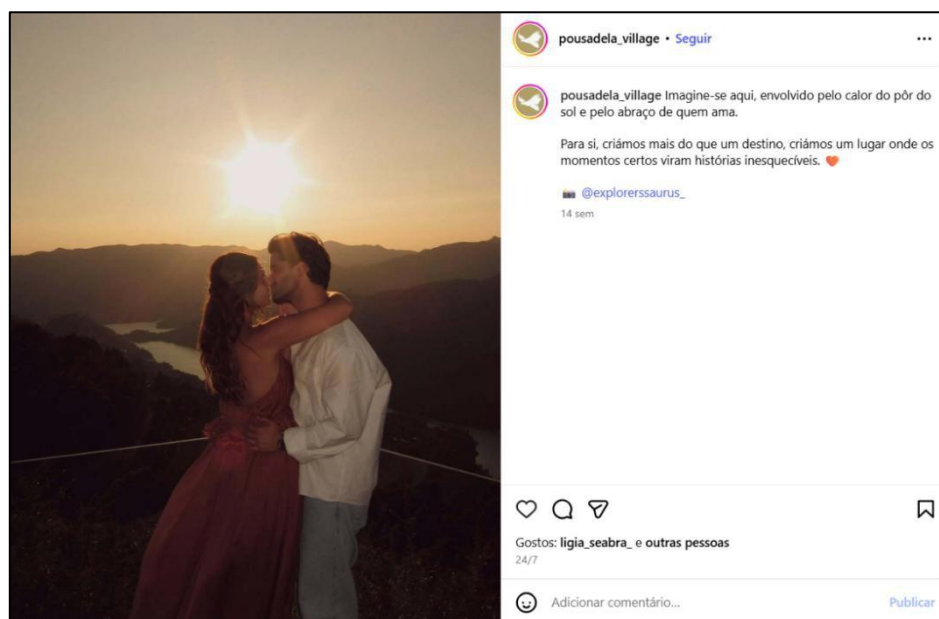 pousadela_village • Seguir
pousadela_village Imagine-se aqui, envolvido pelo calor do pôr do
sol e pelo abraço de quem ama.
Para si, criámos mais do que um destino, criámos um lugar onde os
momentos certos viram histórias inesquecíveis. 🧡
📸 @explorerssaurus_
14 sem
Gostos: ligia_seabra_ e outras pessoas
24/7
Adicionar comentário...
Publicar